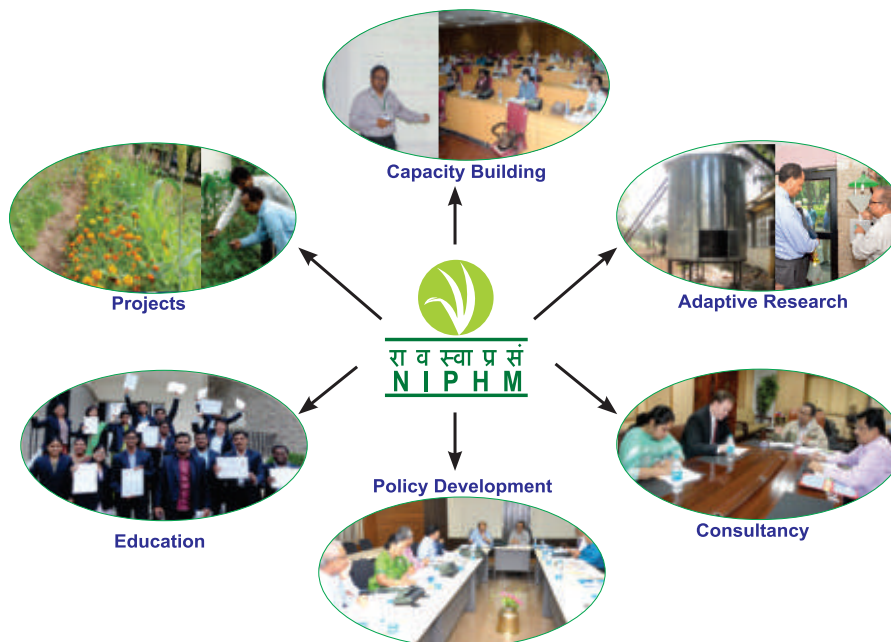 Capacity Building
Projects
Adaptive Research
रा व स्वा प्र सं
NIPHM
Education
Policy Development
Consultancy